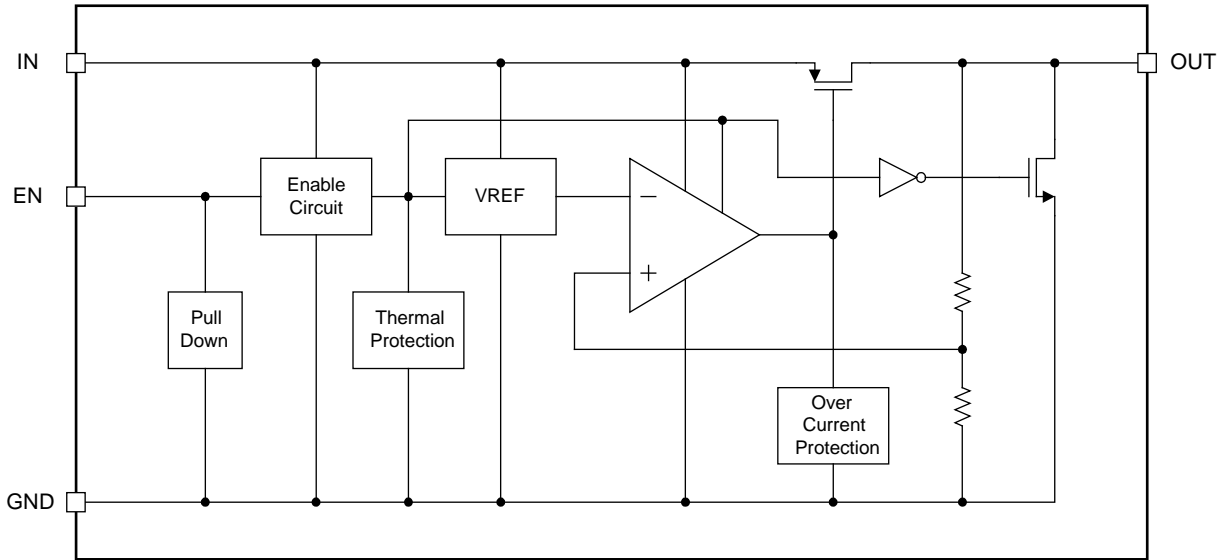 IN
OUT
EN
Enable
Circuit
VREF
−
+
Pull
Down
Thermal
Protection
Over
Current
Protection
GND